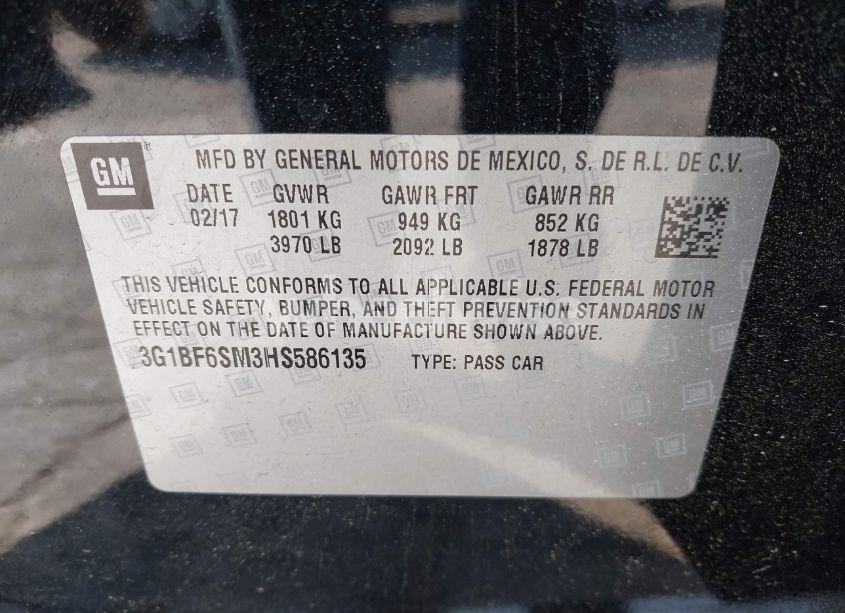 GM
MFD BY GENERAL MOTORS DE MEXICO, S. DE R.L. DE C.V.
DATE GVWR GAWR FRT GAWR RR
02/17 1801 KG 949 KG 852 KG
3970 LB 2092 LB 1878 LB
THIS VEHICLE CONFORMS TO ALL APPLICABLE U.S. FEDERAL MOTOR
VEHICLE SAFETY, BUMPER, AND THEFT PREVENTION STANDARDS IN
EFFECT ON THE DATE OF MANUFACTURE SHOWN ABOVE.
3G1BF6SM3HS586135 TYPE: PASS CAR